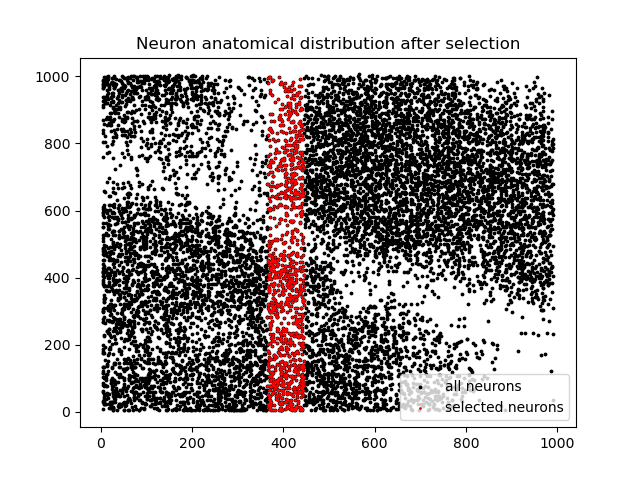 Neuron anatomical distribution after selection
1000
800
600
400
200
0
all neurons
selected neurons
0 200 400 600 800 1000